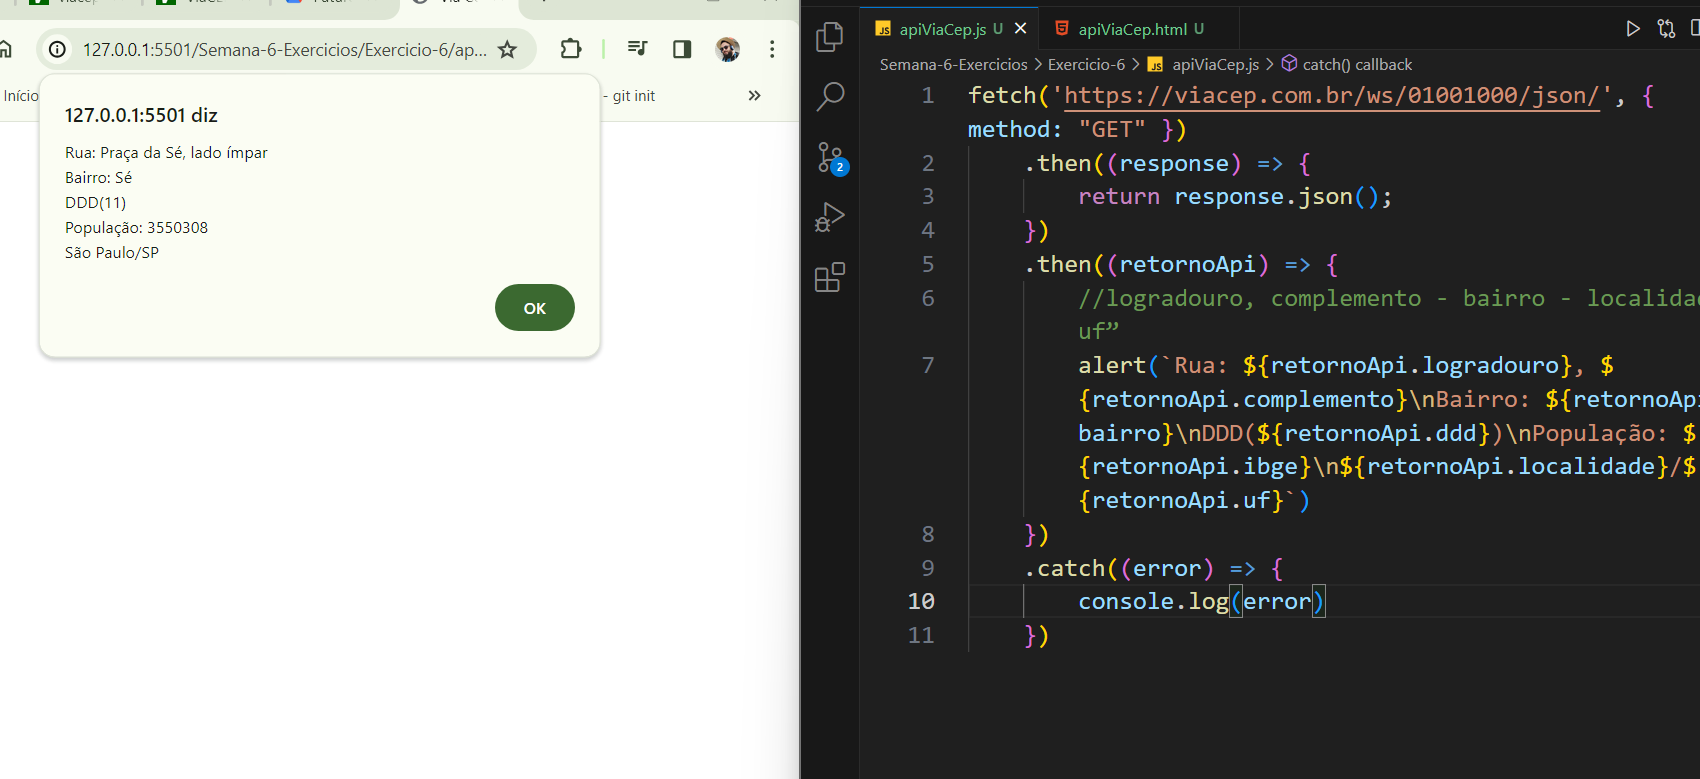 127.0.0.1:5501/Semana-6-Exercicios/Exercicio-6/ap...
Início
- git init
»
127.0.0.1:5501 diz
Rua: Praça da Sé, lado ímpar
Bairro: Sé
DDD(11)
População: 3550308
São Paulo/SP
OK
2
JS apiViaCep.js U
apiViaCep.html U
Semana-6-Exercicios > Exercicio-6 > JS apiViaCep.js > catch() callback
1 fetch('https://viacep.com.br/ws/01001000/json/', {
method: "GET" })
2 .then((response) => {
3 return response.json();
4 })
5 .then((retornoApi) => {
6 //logradouro, complemento - bairro - localidad
uf”
7 alert(`Rua: ${retornoApi.logradouro}, $
{retornoApi.complemento}\nBairro: ${retornoApi
bairro}\nDDD(${retornoApi.ddd})\nPopulação: $
{retornoApi.ibge}\n${retornoApi.localidade}/$
{retornoApi.uf}`)
8 })
9 .catch((error) => {
10 console.log(error)
11 })